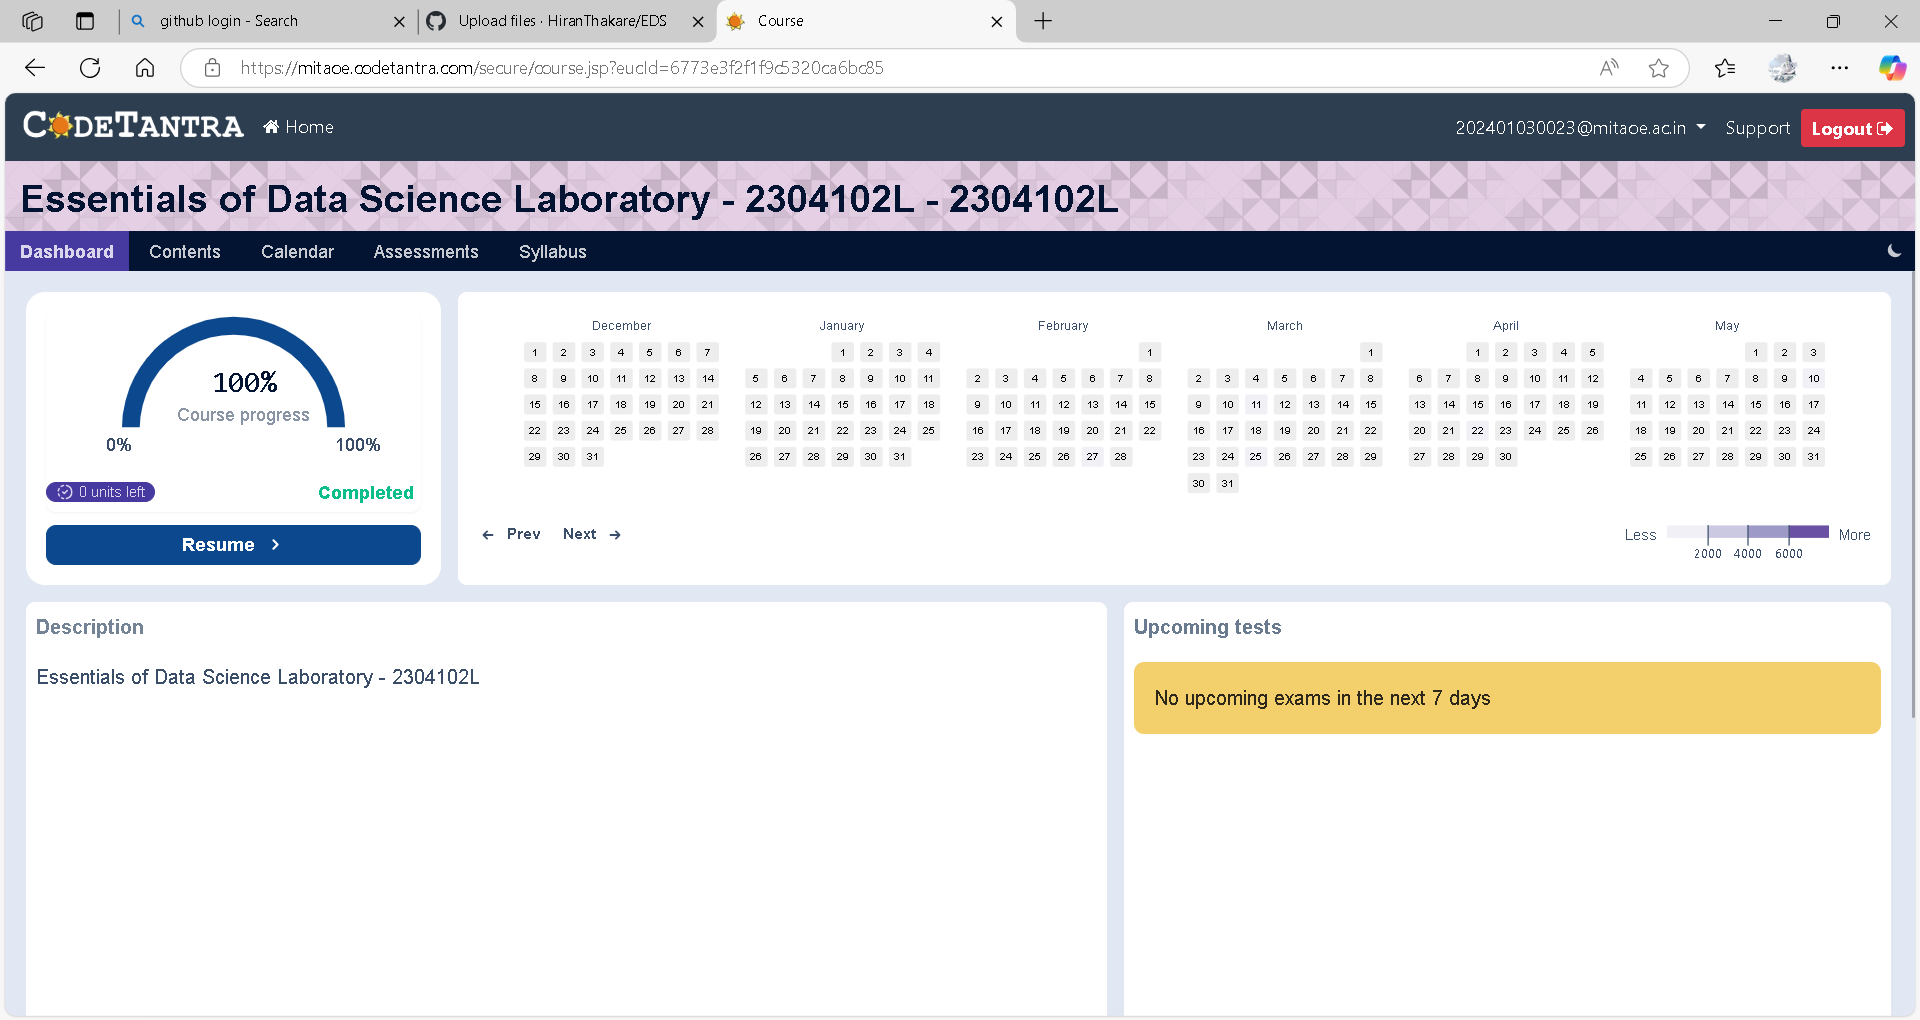 github login - Search
Upload files · HiranThakare/EDS
Course
https://mitaoe.codetantra.com/secure/course.jsp?eucId=6773e3f2f1f9c5320ca6bc85
CODETANTRA
Home
202401030023@mitaoe.ac.in
Support
Logout
Essentials of Data Science Laboratory - 2304102L - 2304102L
Dashboard Contents Calendar Assessments Syllabus
100%
Course progress
0% 100%
0 units left
Completed
Resume
December
1 2 3 4 5 6 7
8 9 10 11 12 13 14
15 16 17 18 19 20 21
22 23 24 25 26 27 28
29 30 31
January
1 2 3 4
5 6 7 8 9 10 11
12 13 14 15 16 17 18
19 20 21 22 23 24 25
26 27 28 29 30 31
February
1
2 3 4 5 6 7 8
9 10 11 12 13 14 15
16 17 18 19 20 21 22
23 24 25 26 27 28
March
1
2 3 4 5 6 7 8
9 10 11 12 13 14 15
16 17 18 19 20 21 22
23 24 25 26 27 28 29
30 31
April
1 2 3 4 5
6 7 8 9 10 11 12
13 14 15 16 17 18 19
20 21 22 23 24 25 26
27 28 29 30
May
1 2 3
4 5 6 7 8 9 10
11 12 13 14 15 16 17
18 19 20 21 22 23 24
25 26 27 28 29 30 31
← Prev Next →
Less More
2000 4000 6000
Description
Essentials of Data Science Laboratory - 2304102L
Upcoming tests
No upcoming exams in the next 7 days